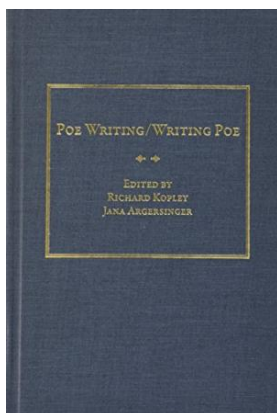 POE WRITING/WRITING POE
EDITED BY
RICHARD KOPLEY
JANA ARGERSINGER